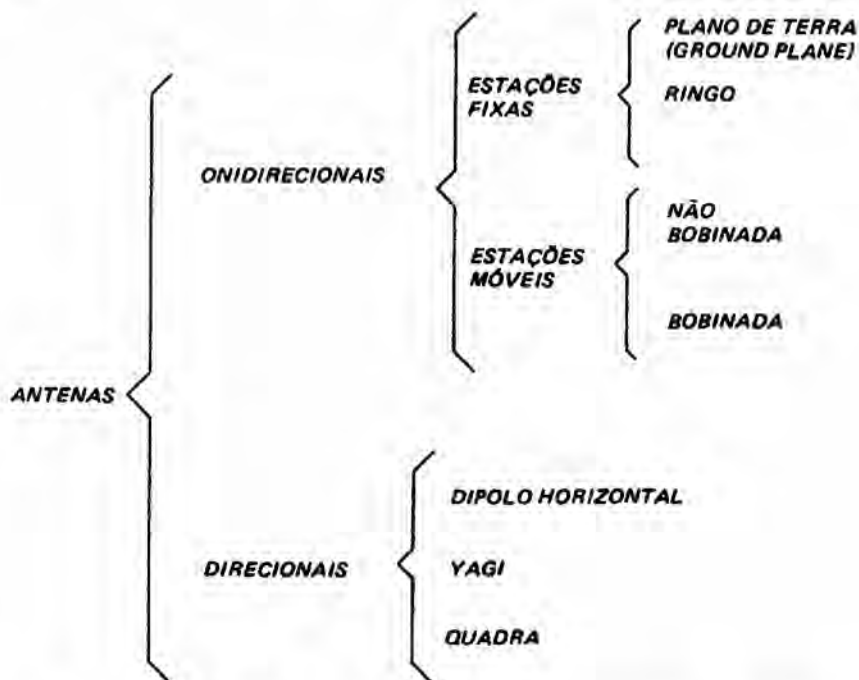 PLANO DE TERRA
(GROUND PLANE)
ESTAÇÕES
FIXAS
RINGO
ONIDIRECIONAIS
NÃO
BOBINADA
ESTAÇÕES
MÓVEIS
BOBINADA
ANTENAS
DIPOLO HORIZONTAL
DIRECIONAIS
YAGI
QUADRA